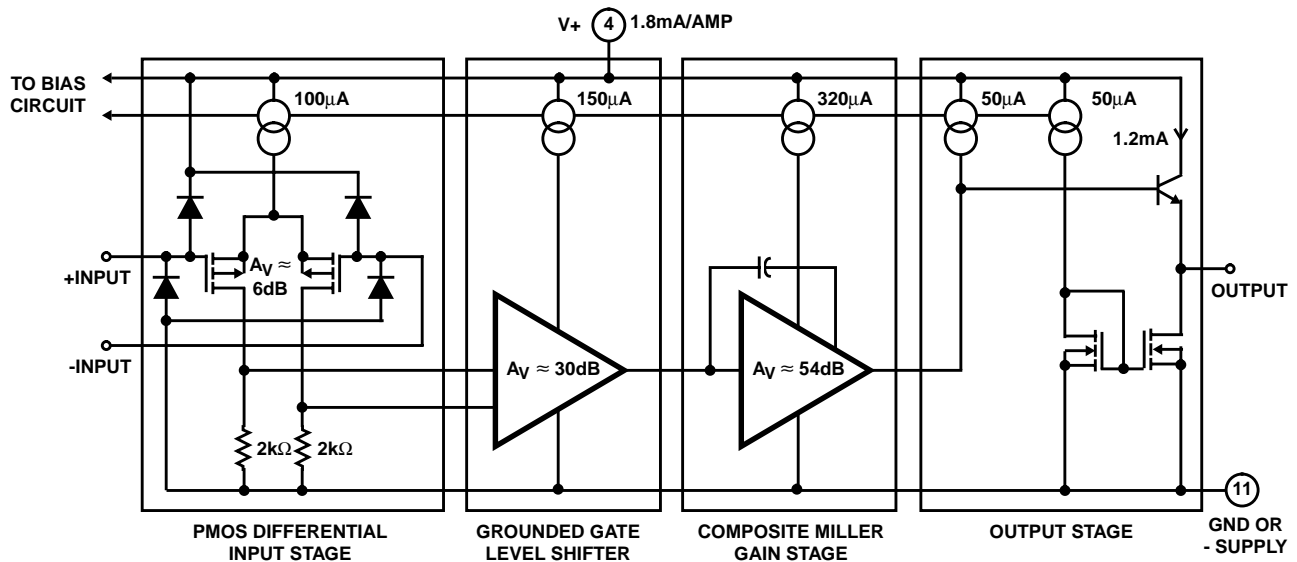 V+
4
1.8mA/AMP
TO BIAS
CIRCUIT
100µA
150µA
320µA
50µA
50µA
1.2mA
+INPUT
AV ≈
6dB
-INPUT
AV ≈ 30dB
AV ≈ 54dB
OUTPUT
2kΩ
2kΩ
11
GND OR
- SUPPLY
PMOS DIFFERENTIAL
INPUT STAGE
GROUNDED GATE
LEVEL SHIFTER
COMPOSITE MILLER
GAIN STAGE
OUTPUT STAGE